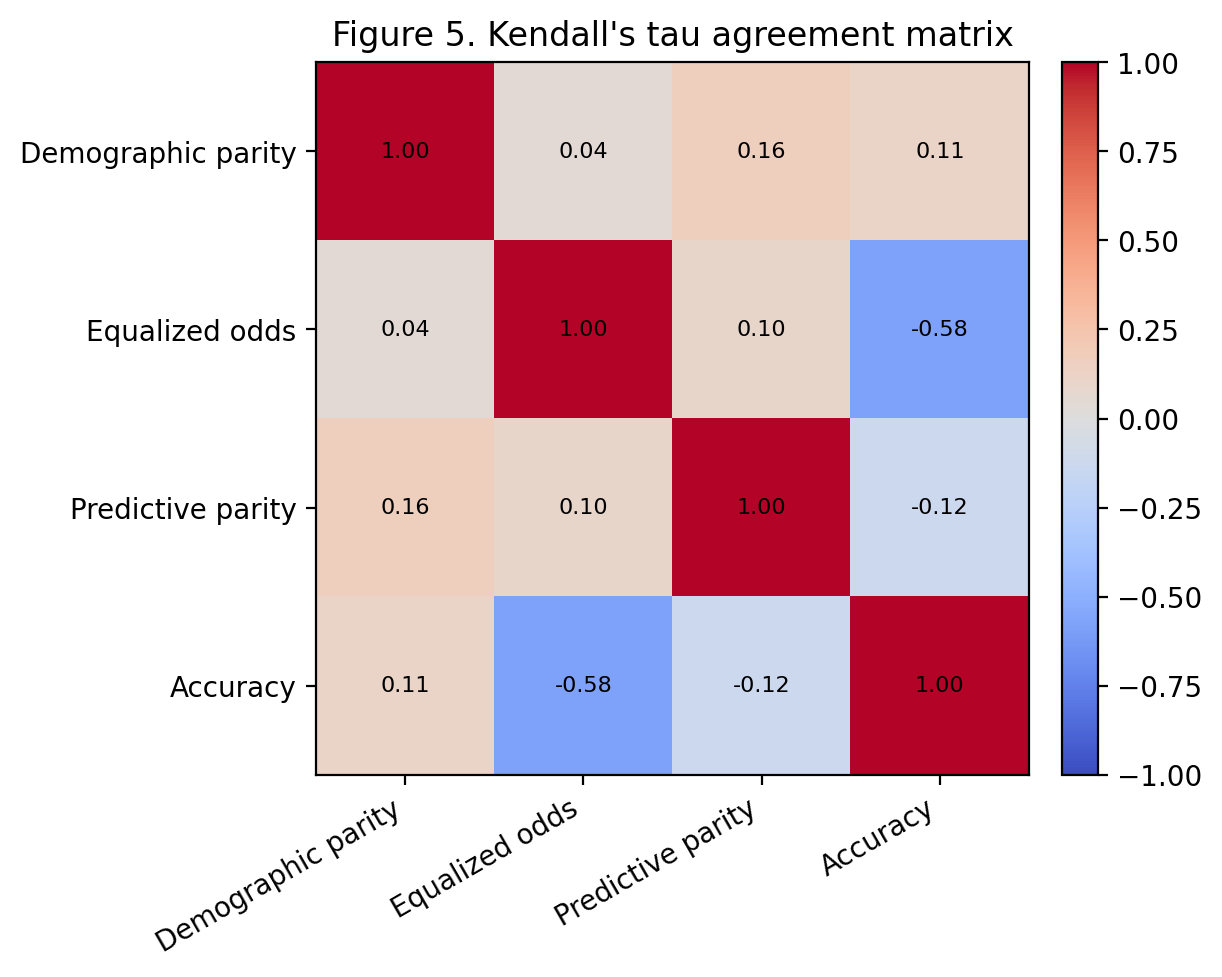 Figure 5. Kendall's tau agreement matrix
Demographic parity
Equalized odds
Predictive parity
Accuracy
1.00 0.04 0.16 0.11
0.04 1.00 0.10 -0.58
0.16 0.10 1.00 -0.12
0.11 -0.58 -0.12 1.00
Demographic parity
Equalized odds
Predictive parity
Accuracy
1.00
0.75
0.50
0.25
0.00
−0.25
−0.50
−0.75
−1.00